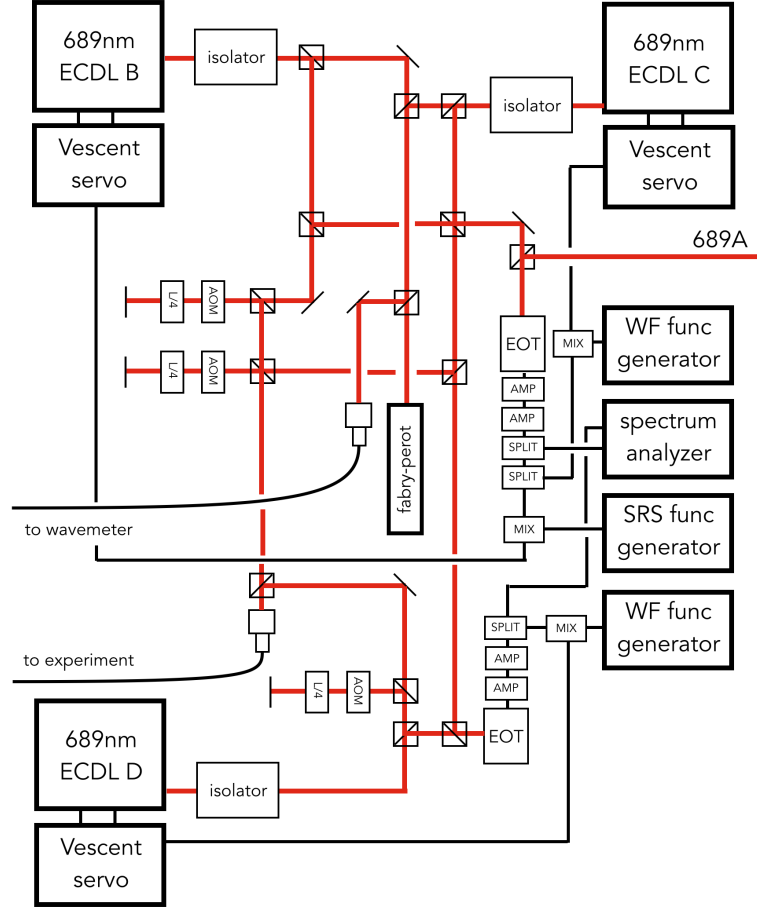 689nm
ECDL B
isolator
689nm
ECDL C
isolator
Vescent
servo
Vescent
servo
689A
L/4
AOM
EOT
MIX
WF func
generator
L/4
AOM
AMP
AMP
SPLIT
spectrum
analyzer
SPLIT
fabry-perot
to wavemeter
MIX
SRS func
generator
SPLIT
MIX
WF func
generator
AMP
to experiment
AMP
L/4
AOM
689nm
ECDL D
EOT
isolator
Vescent
servo